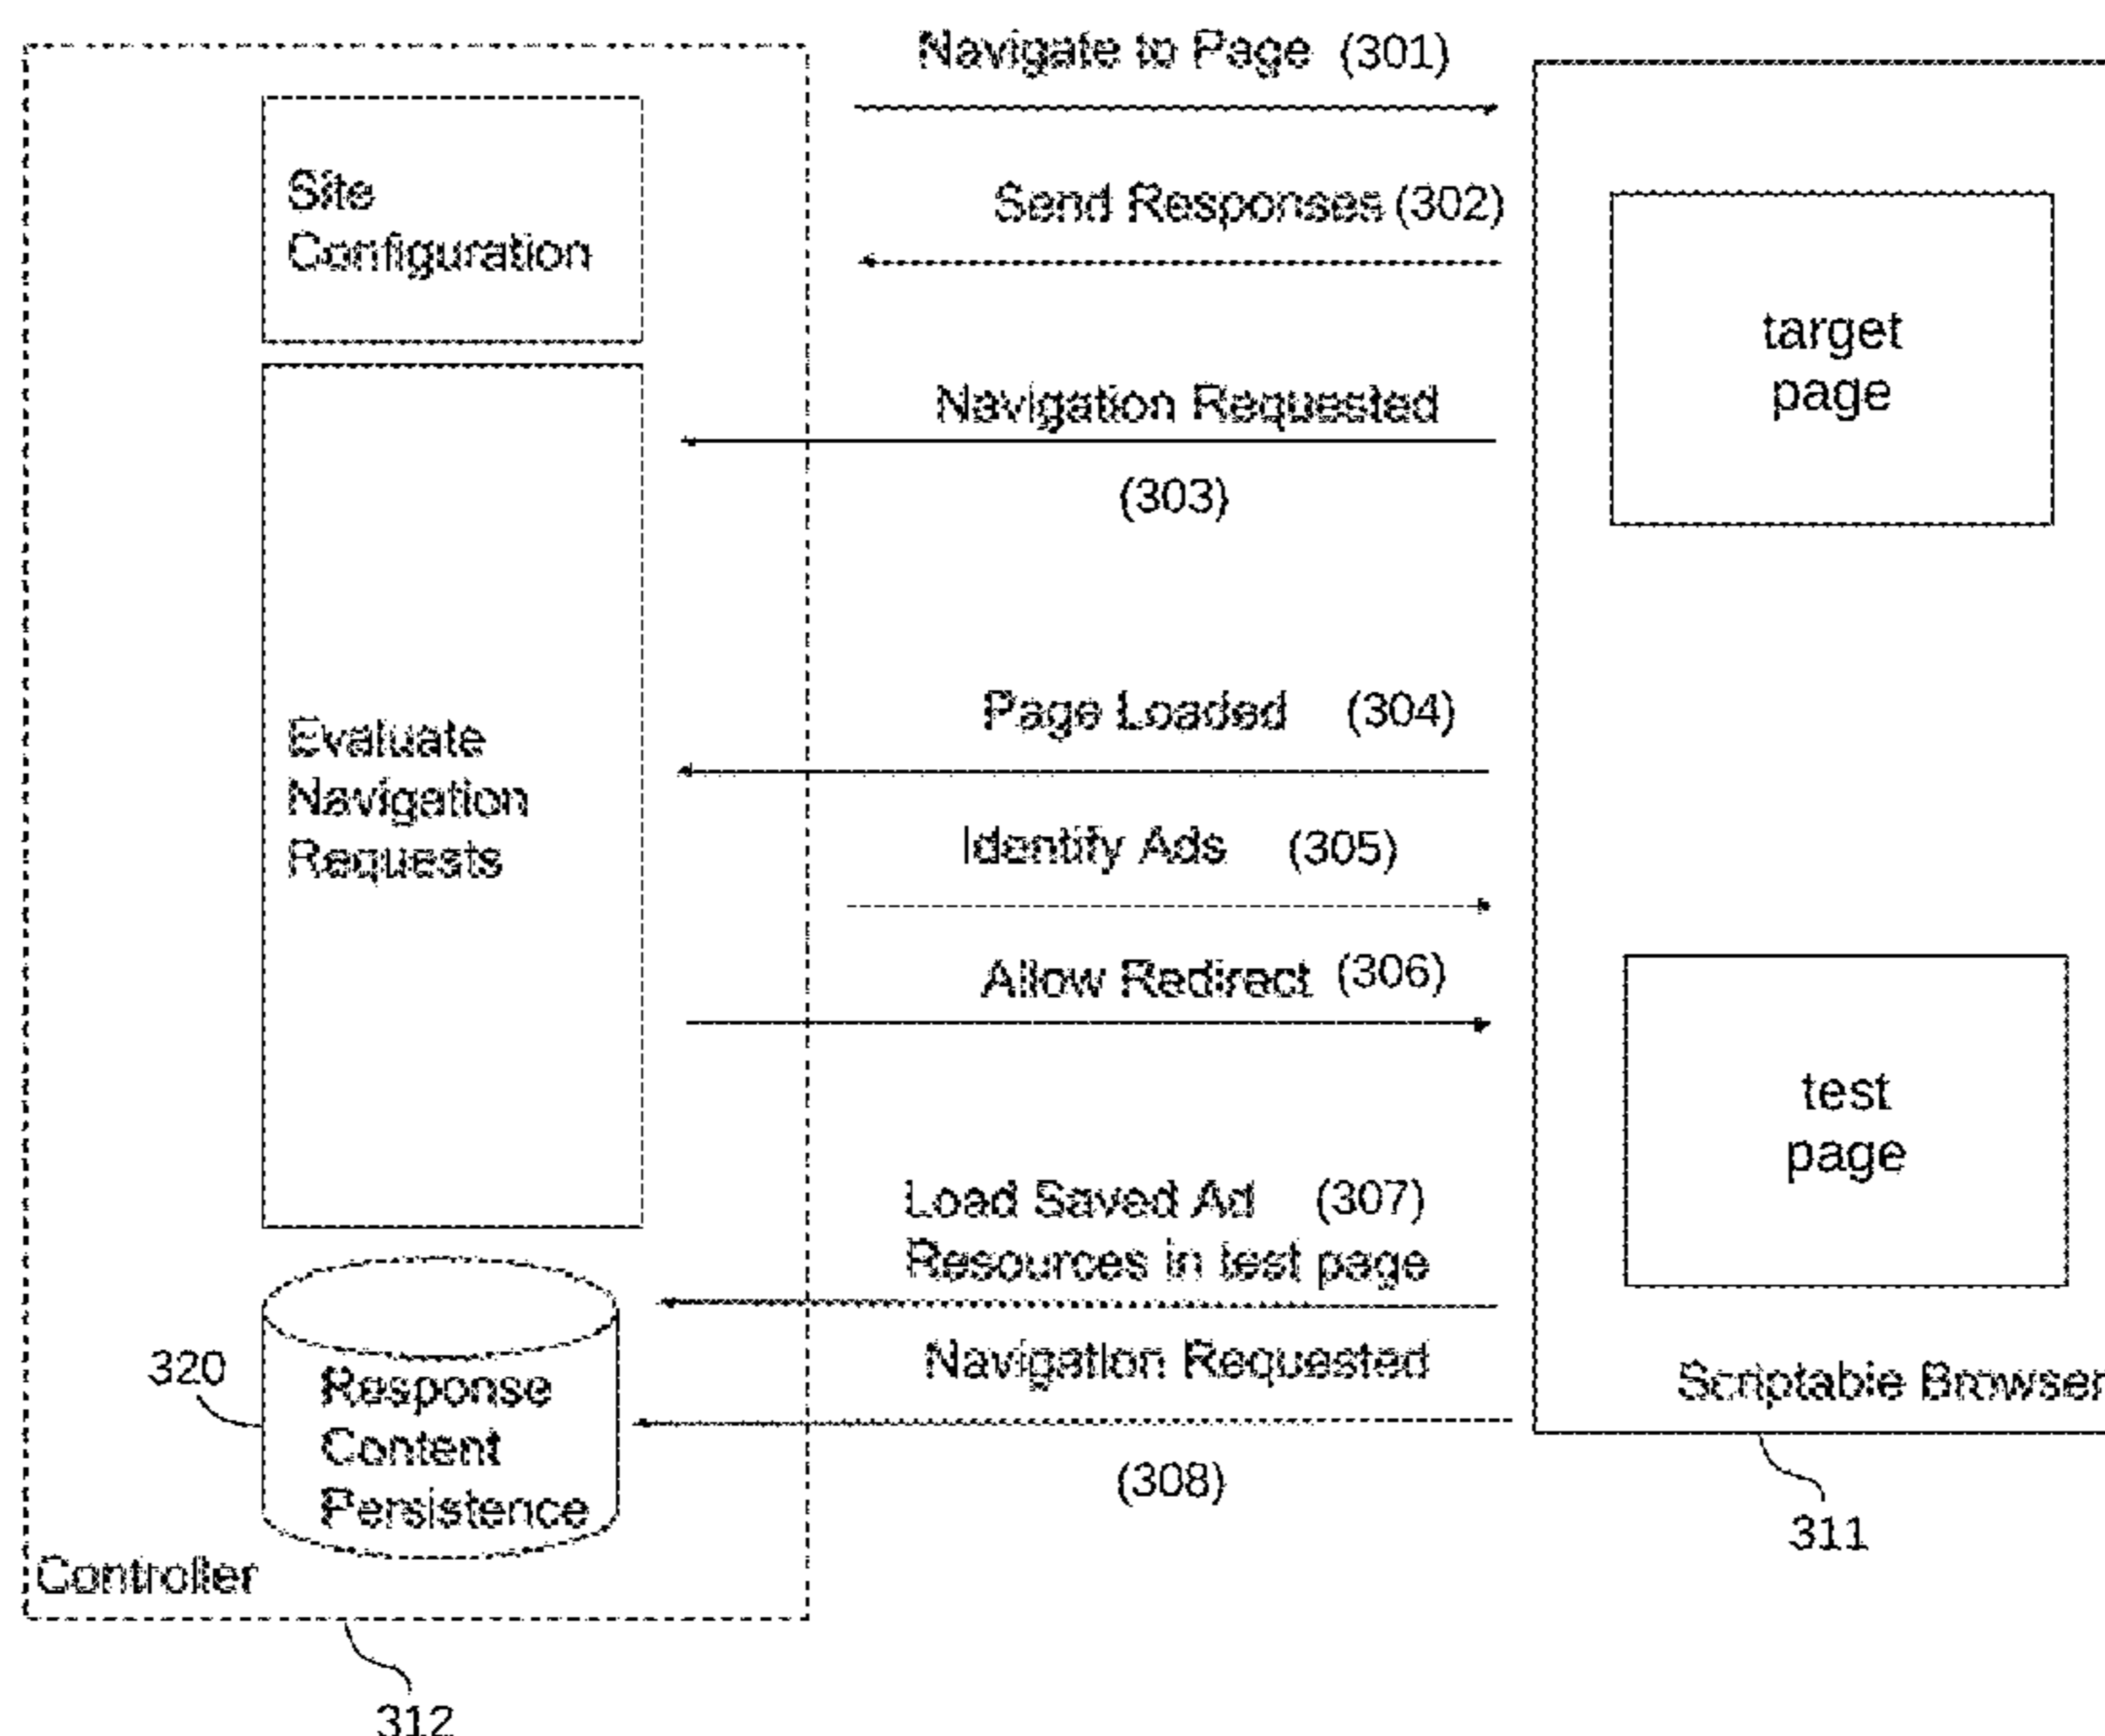 Navigate to Page (301)
Send Responses (302)
Site
Configuration
target
page
Navigation Requested
(303)
Page Loaded (304)
Evaluate
Navigation
Requests
Identify Ads (305)
Allow Redirect (306)
test
page
Load Saved Ad (307)
Resources in test page
Navigation Requested
(308)
320
Response
Content
Persistence
Scriptable Browser
311
Controller
312